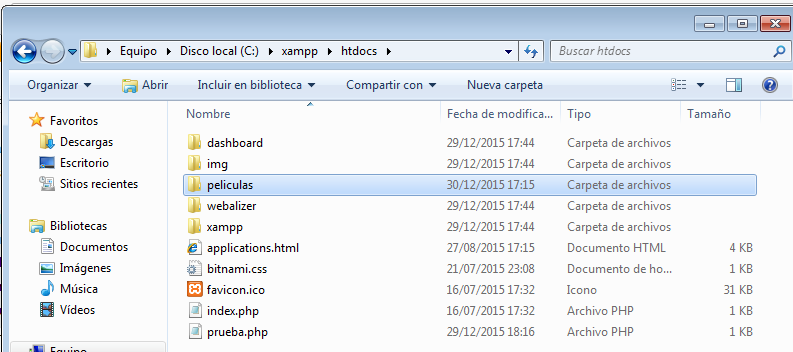 Equipo Disco local (C:) xampp htdocs Buscar htdocs
Organizar Abrir Incluir en biblioteca Compartir con Nueva carpeta
Nombre Fecha de modifica... Tipo Tamaño
Favoritos
Descargas
Escritorio
Sitios recientes
Bibliotecas
Documentos
Imágenes
Música
Vídeos
Equipo
dashboard 29/12/2015 17:44 Carpeta de archivos
img 29/12/2015 17:44 Carpeta de archivos
peliculas 30/12/2015 17:15 Carpeta de archivos
webalizer 29/12/2015 17:44 Carpeta de archivos
xampp 29/12/2015 17:44 Carpeta de archivos
applications.html 27/08/2015 17:15 Documento HTML 4 KB
bitnami.css 21/07/2015 23:08 Documento de ho... 1 KB
favicon.ico 16/07/2015 17:32 Icono 31 KB
index.php 16/07/2015 17:32 Archivo PHP 1 KB
prueba.php 29/12/2015 18:16 Archivo PHP 1 KB